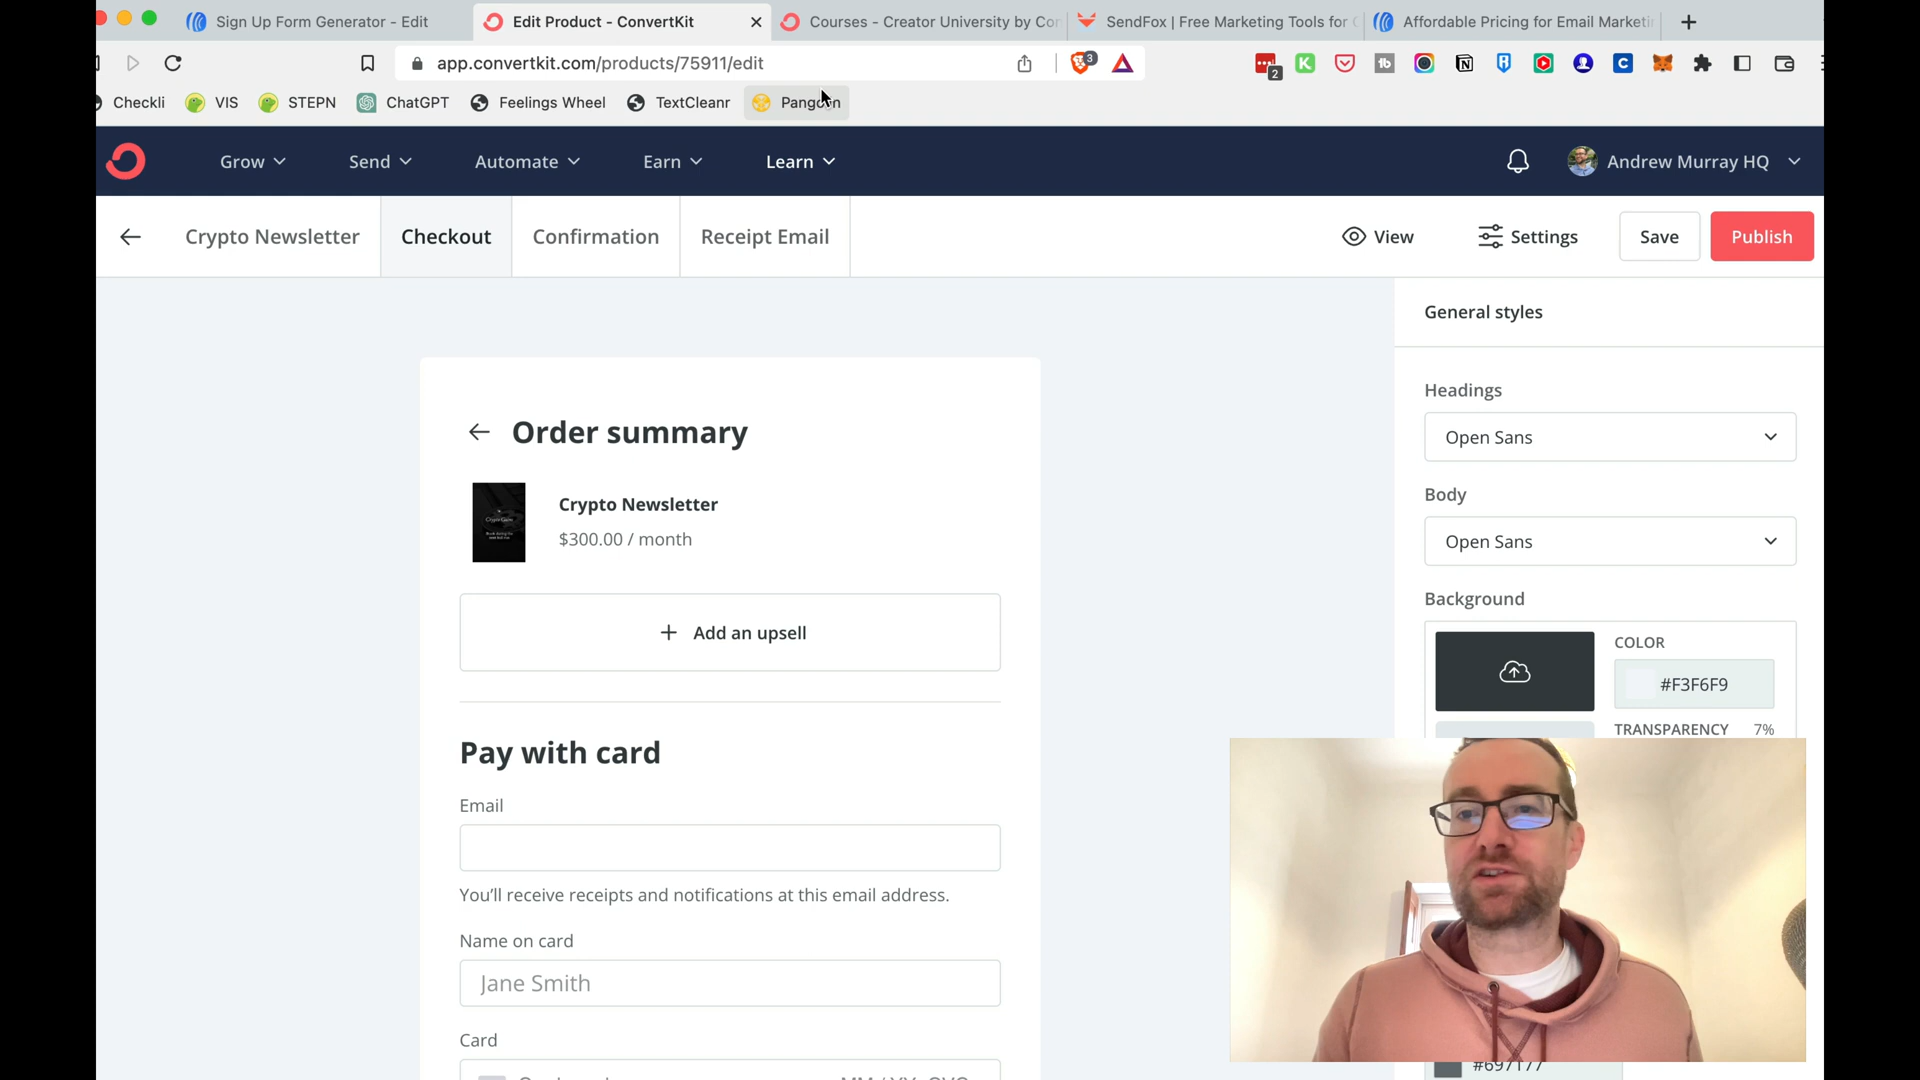 Sign Up Form Generator - Edit
Edit Product - ConvertKit
Courses - Creator University by Con
SendFox | Free Marketing Tools for C
Affordable Pricing for Email Marketi
app.convertkit.com/products/75911/edit
3
2
Checkli
VIS
STEPN
ChatGPT
Feelings Wheel
TextCleanr
Grow
Send
Automate
Earn
Learn
Andrew Murray HQ
Crypto Newsletter
Checkout
Confirmation
Receipt Email
View
Settings
Save
Publish
General styles
Headings
Open Sans
Body
Open Sans
Background
COLOR
#F3F6F9
TRANSPARENCY 7%
Order summary
Crypto Newsletter
$300.00 / month
+ Add an upsell
Pay with card
Email
You'll receive receipts and notifications at this email address.
Name on card
Jane Smith
Card
#697177